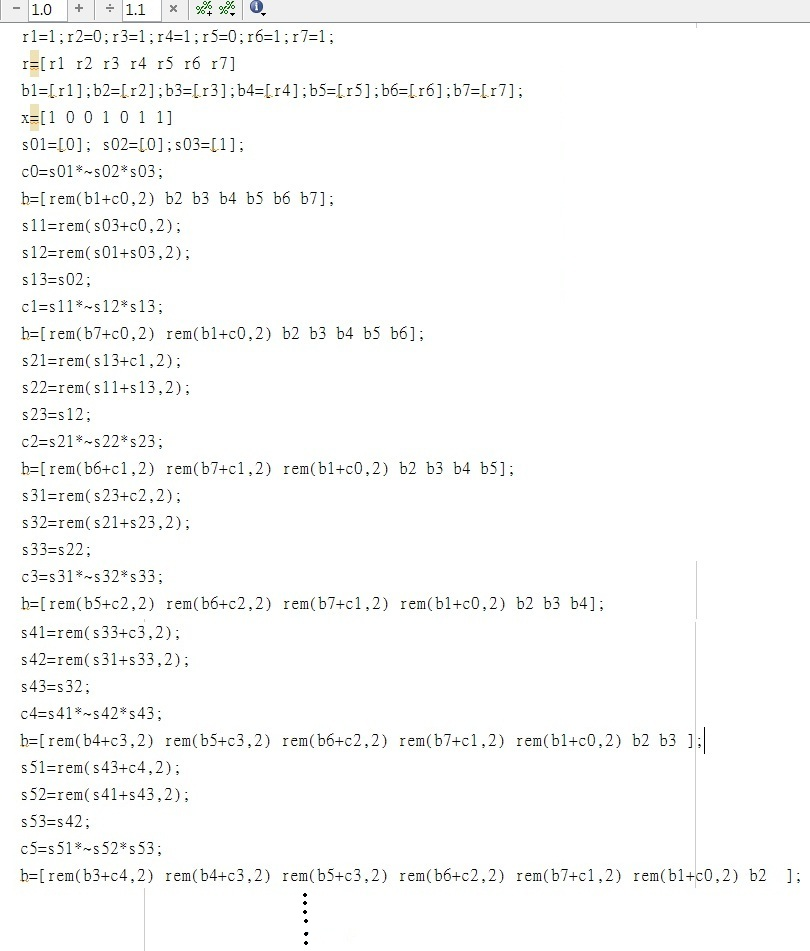 − 1.0 + ÷ 1.1 ×
r1=1;r2=0;r3=1;r4=1;r5=0;r6=1;r7=1;
r=[r1 r2 r3 r4 r5 r6 r7]
b1=[r1];b2=[r2];b3=[r3];b4=[r4];b5=[r5];b6=[r6];b7=[r7];
x=[1 0 0 1 0 1 1]
s01=[0]; s02=[0];s03=[1];
c0=s01*~s02*s03;
b=[rem(b1+c0,2) b2 b3 b4 b5 b6 b7];
s11=rem(s03+c0,2);
s12=rem(s01+s03,2);
s13=s02;
c1=s11*~s12*s13;
b=[rem(b7+c0,2) rem(b1+c0,2) b2 b3 b4 b5 b6];
s21=rem(s13+c1,2);
s22=rem(s11+s13,2);
s23=s12;
c2=s21*~s22*s23;
b=[rem(b6+c1,2) rem(b7+c1,2) rem(b1+c0,2) b2 b3 b4 b5];
s31=rem(s23+c2,2);
s32=rem(s21+s23,2);
s33=s22;
c3=s31*~s32*s33;
b=[rem(b5+c2,2) rem(b6+c2,2) rem(b7+c1,2) rem(b1+c0,2) b2 b3 b4];
s41=rem(s33+c3,2);
s42=rem(s31+s33,2);
s43=s32;
c4=s41*~s42*s43;
b=[rem(b4+c3,2) rem(b5+c3,2) rem(b6+c2,2) rem(b7+c1,2) rem(b1+c0,2) b2 b3 ];
s51=rem(s43+c4,2);
s52=rem(s41+s43,2);
s53=s42;
c5=s51*~s52*s53;
b=[rem(b3+c4,2) rem(b4+c3,2) rem(b5+c3,2) rem(b6+c2,2) rem(b7+c1,2) rem(b1+c0,2) b2 ];